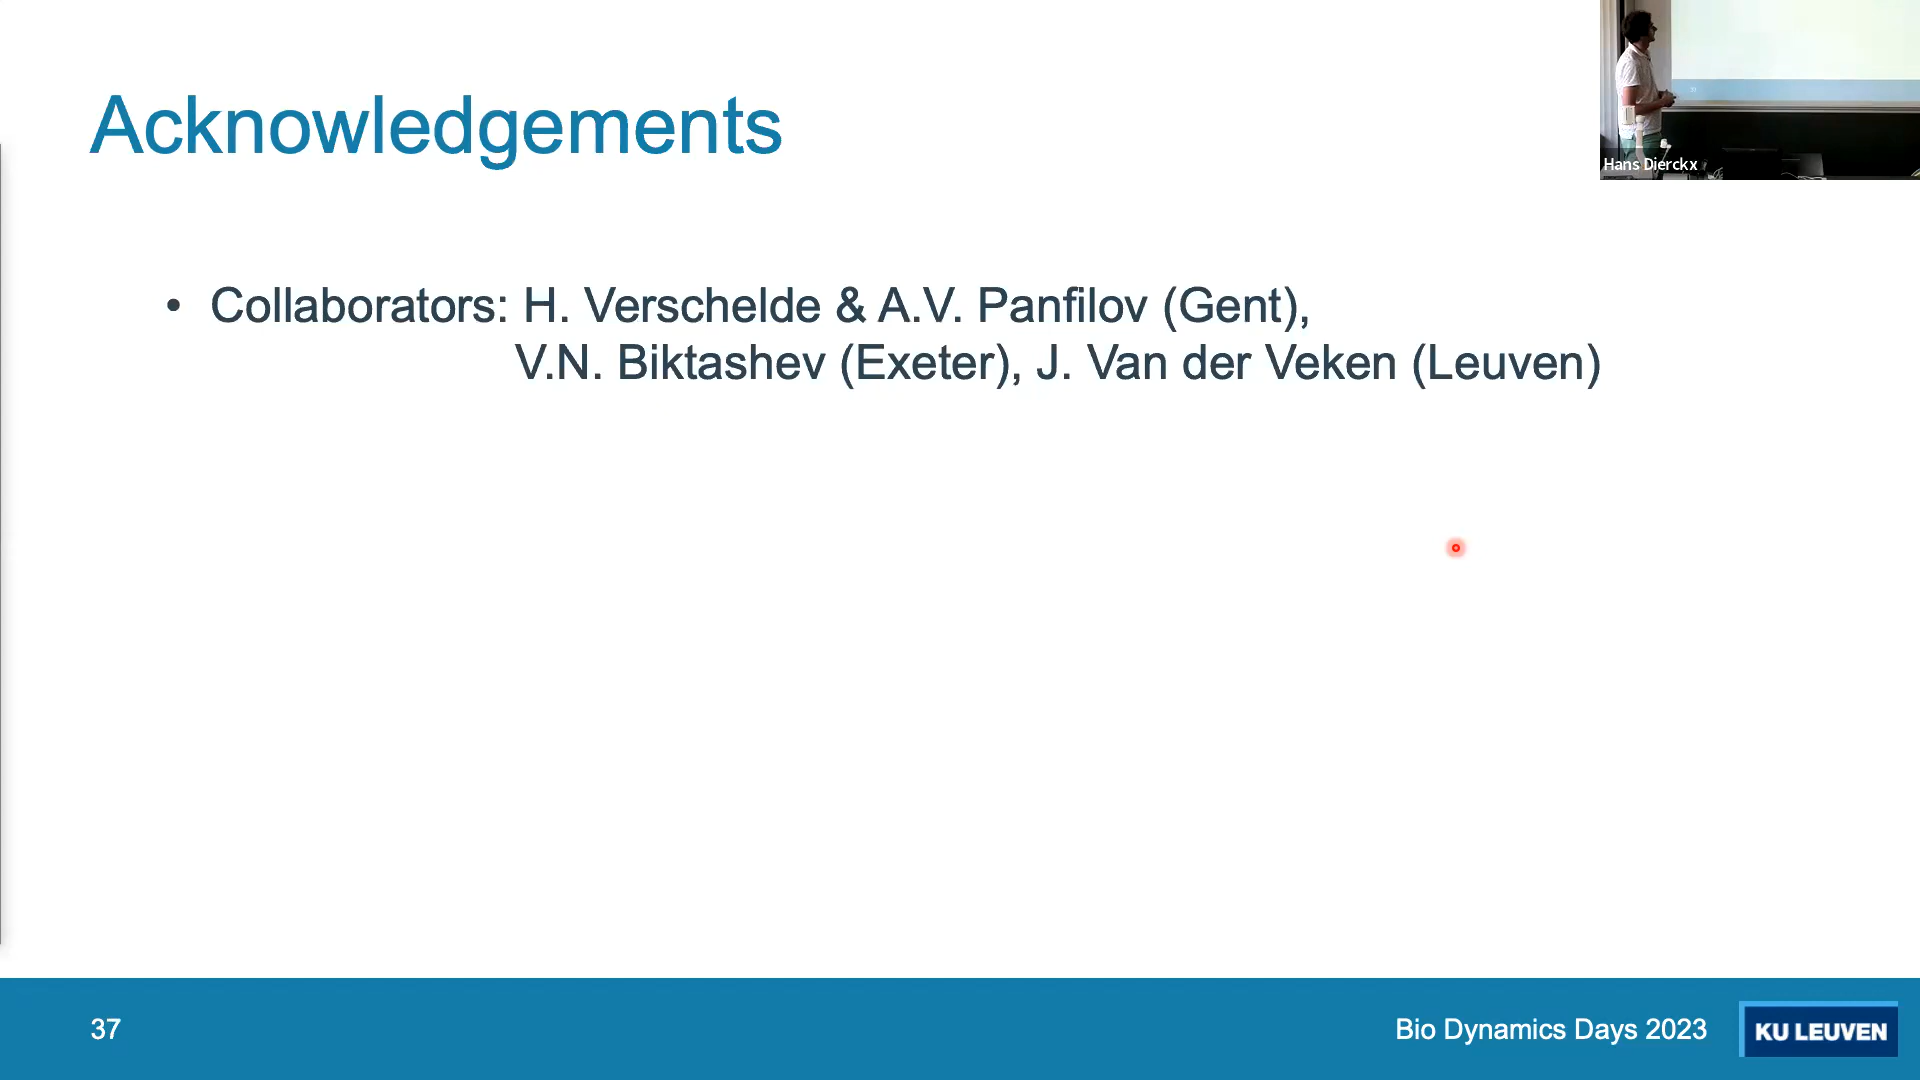 Acknowledgements
Hans Dierckx
• Collaborators: H. Verschelde & A.V. Panfilov (Gent),
V.N. Biktashev (Exeter), J. Van der Veken (Leuven)
37
Bio Dynamics Days 2023
KU LEUVEN